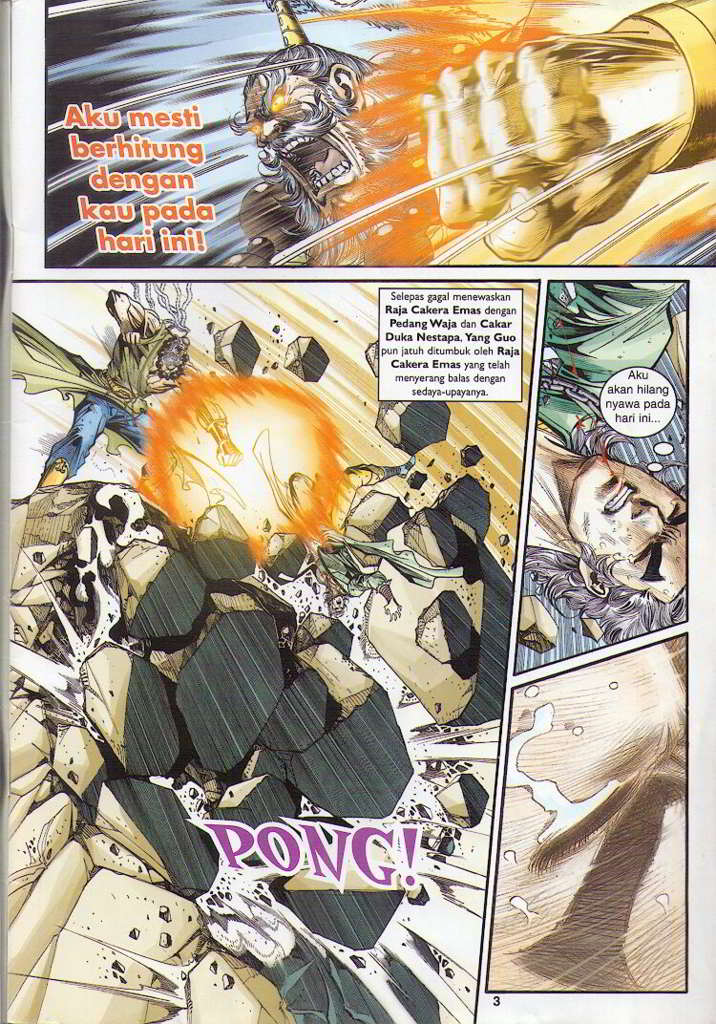 Aku mesti
berhitung
dengan
kau pada
hari ini!
Selepas gagal menewaskan
Raja Cakera Emas dengan
Pedang Waja dan Cakar
Duka Nestapa, Yang Guo
pun jatuh ditumbuk oleh Raja
Cakera Emas yang telah
menyerang balas dengan
sedaya-upayanya.
Aku
akan hilang
nyawa pada
hari ini...
PONG!
3